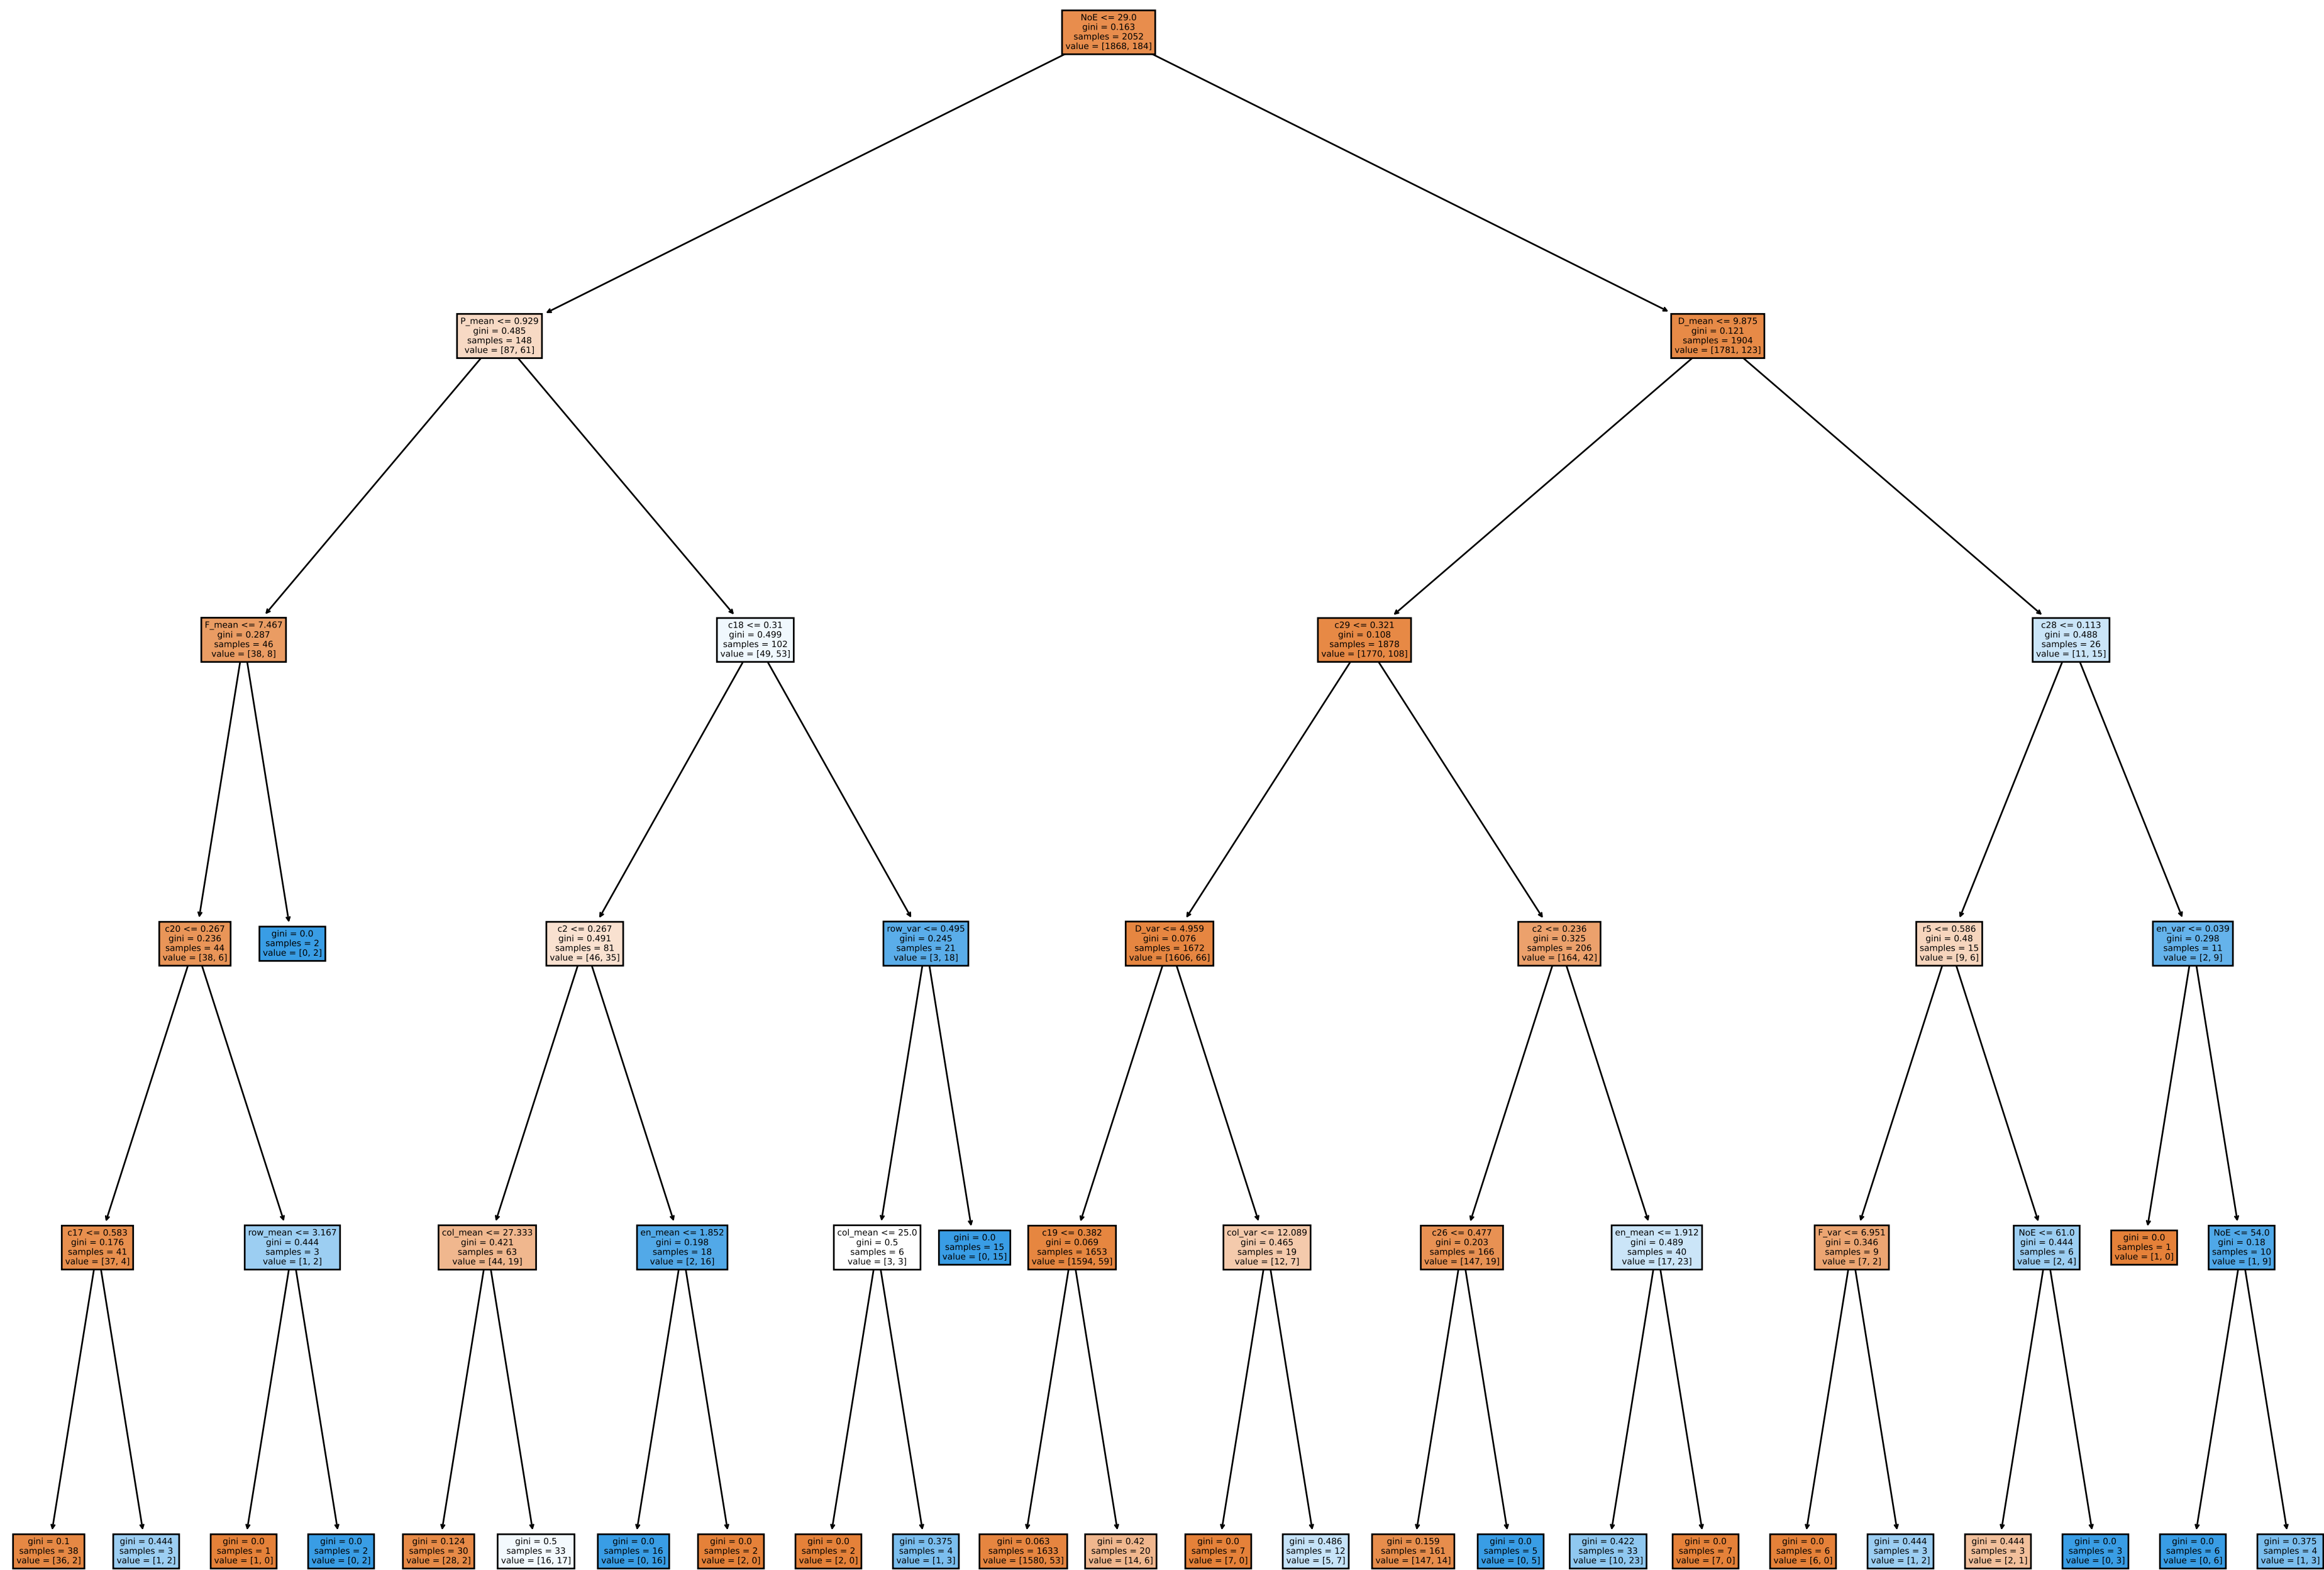 NoE <= 29.0
gini = 0.163
samples = 2052
value = [1868, 184]
P_mean <= 0.929
gini = 0.485
samples = 148
value = [87, 61]
D_mean <= 9.875
gini = 0.121
samples = 1904
value = [1781, 123]
F_mean <= 7.467
gini = 0.287
samples = 46
value = [38, 8]
c18 <= 0.31
gini = 0.499
samples = 102
value = [49, 53]
c29 <= 0.321
gini = 0.108
samples = 1878
value = [1770, 108]
c28 <= 0.113
gini = 0.488
samples = 26
value = [11, 15]
c20 <= 0.267
gini = 0.236
samples = 44
value = [38, 6]
gini = 0.0
samples = 2
value = [0, 2]
c2 <= 0.267
gini = 0.491
samples = 81
value = [46, 35]
row_var <= 0.495
gini = 0.245
samples = 21
value = [3, 18]
D_var <= 4.959
gini = 0.076
samples = 1672
value = [1606, 66]
c2 <= 0.236
gini = 0.325
samples = 206
value = [164, 42]
r5 <= 0.586
gini = 0.48
samples = 15
value = [9, 6]
en_var <= 0.039
gini = 0.298
samples = 11
value = [2, 9]
c17 <= 0.583
gini = 0.176
samples = 41
value = [37, 4]
row_mean <= 3.167
gini = 0.444
samples = 3
value = [1, 2]
col_mean <= 27.333
gini = 0.421
samples = 63
value = [44, 19]
en_mean <= 1.852
gini = 0.198
samples = 18
value = [2, 16]
col_mean <= 25.0
gini = 0.5
samples = 6
value = [3, 3]
gini = 0.0
samples = 15
value = [0, 15]
c19 <= 0.382
gini = 0.069
samples = 1653
value = [1594, 59]
col_var <= 12.089
gini = 0.465
samples = 19
value = [12, 7]
c26 <= 0.477
gini = 0.203
samples = 166
value = [147, 19]
en_mean <= 1.912
gini = 0.489
samples = 40
value = [17, 23]
F_var <= 6.951
gini = 0.346
samples = 9
value = [7, 2]
NoE <= 61.0
gini = 0.444
samples = 6
value = [2, 4]
gini = 0.0
samples = 1
value = [1, 0]
NoE <= 54.0
gini = 0.18
samples = 10
value = [1, 9]
gini = 0.1
samples = 38
value = [36, 2]
gini = 0.444
samples = 3
value = [1, 2]
gini = 0.0
samples = 1
value = [1, 0]
gini = 0.0
samples = 2
value = [0, 2]
gini = 0.124
samples = 30
value = [28, 2]
gini = 0.5
samples = 33
value = [16, 17]
gini = 0.0
samples = 16
value = [0, 16]
gini = 0.0
samples = 2
value = [2, 0]
gini = 0.0
samples = 2
value = [2, 0]
gini = 0.375
samples = 4
value = [1, 3]
gini = 0.063
samples = 1633
value = [1580, 53]
gini = 0.42
samples = 20
value = [14, 6]
gini = 0.0
samples = 7
value = [7, 0]
gini = 0.486
samples = 12
value = [5, 7]
gini = 0.159
samples = 161
value = [147, 14]
gini = 0.0
samples = 5
value = [0, 5]
gini = 0.422
samples = 33
value = [10, 23]
gini = 0.0
samples = 7
value = [7, 0]
gini = 0.0
samples = 6
value = [6, 0]
gini = 0.444
samples = 3
value = [1, 2]
gini = 0.444
samples = 3
value = [2, 1]
gini = 0.0
samples = 3
value = [0, 3]
gini = 0.0
samples = 6
value = [0, 6]
gini = 0.375
samples = 4
value = [1, 3]